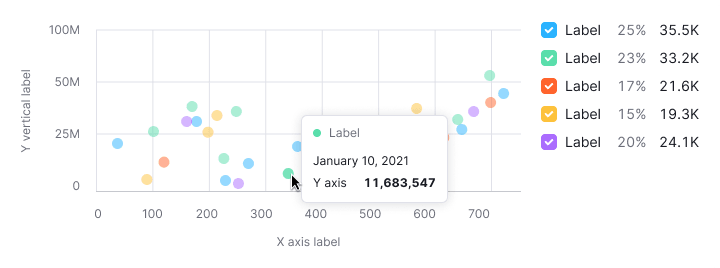 100M
50M
25M
0
Y vertical label
0 100 200 300 400 500 600 700
X axis label
Label
January 10, 2021
Y axis 11,683,547
Label 25% 35.5K
Label 23% 33.2K
Label 17% 21.6K
Label 15% 19.3K
Label 20% 24.1K